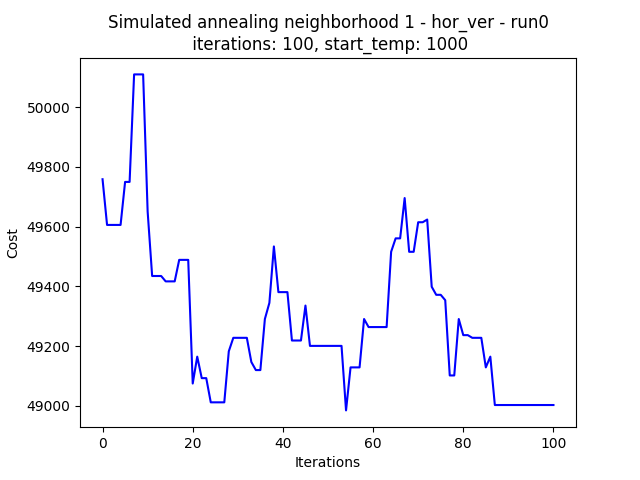 Simulated annealing neighborhood 1 - hor_ver - run0
iterations: 100, start_temp: 1000
50000
49800
49600
49400
49200
49000
Cost
0 20 40 60 80 100
Iterations